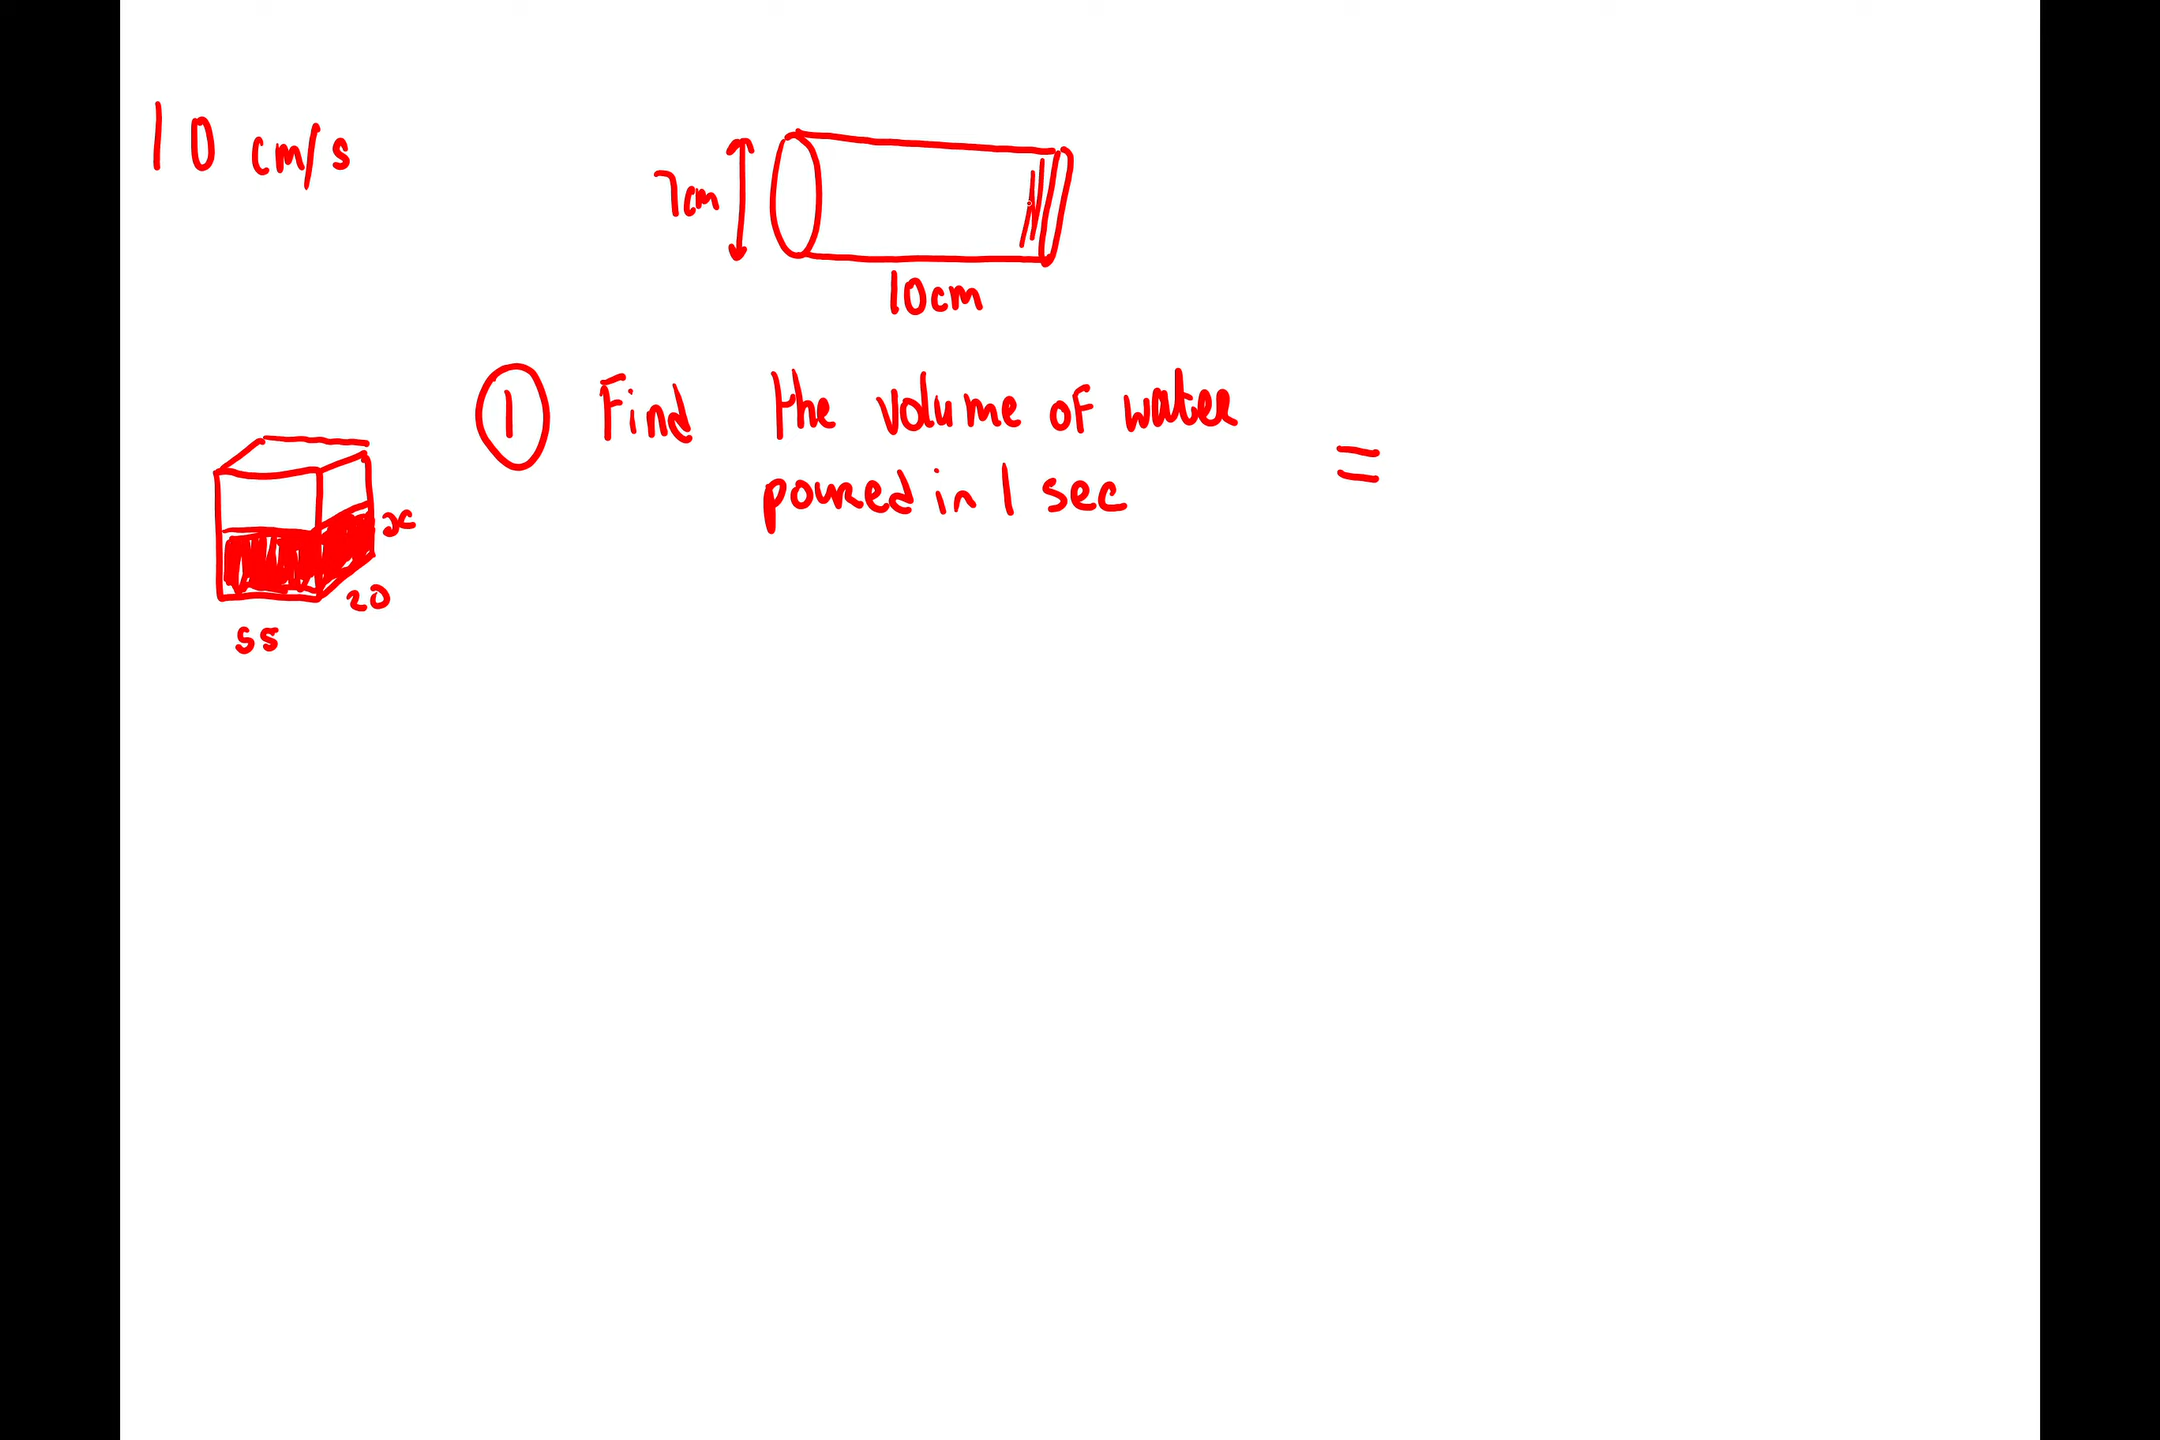 10 cm/s
7cm
10cm
① Find the volume of water
poured in 1 sec
=
x
20
55